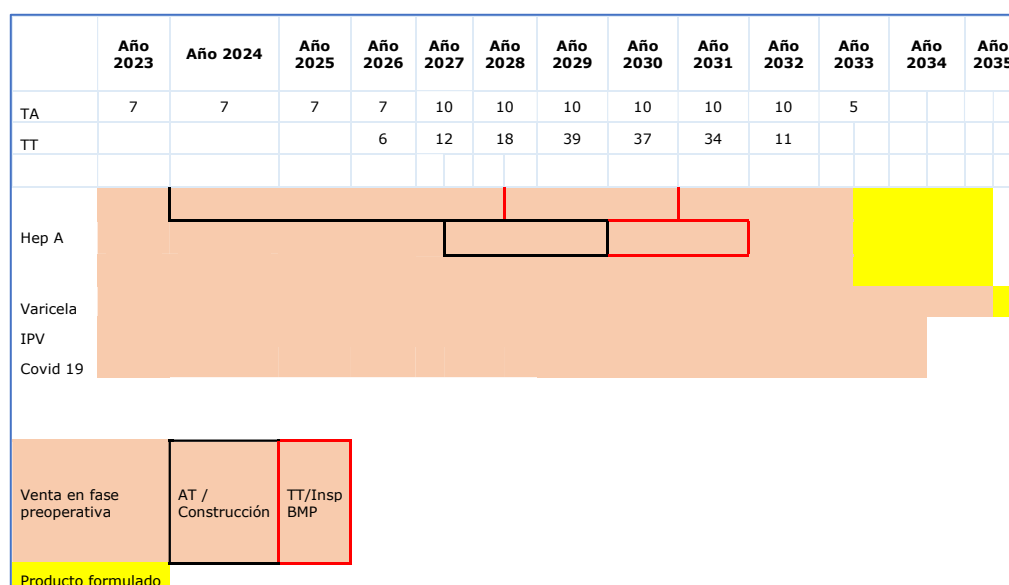 Año 2023 Año 2024 Año 2025 Año 2026 Año 2027 Año 2028 Año 2029 Año 2030 Año 2031 Año 2032 Año 2033 Año 2034 Año 2035
TA 7 7 7 7 10 10 10 10 10 10 5
TT 6 12 18 39 37 34 11
Hep A
Varicela
IPV
Covid 19
Venta en fase preoperativa
AT / Construcción
TT/Insp BMP
Producto formulado